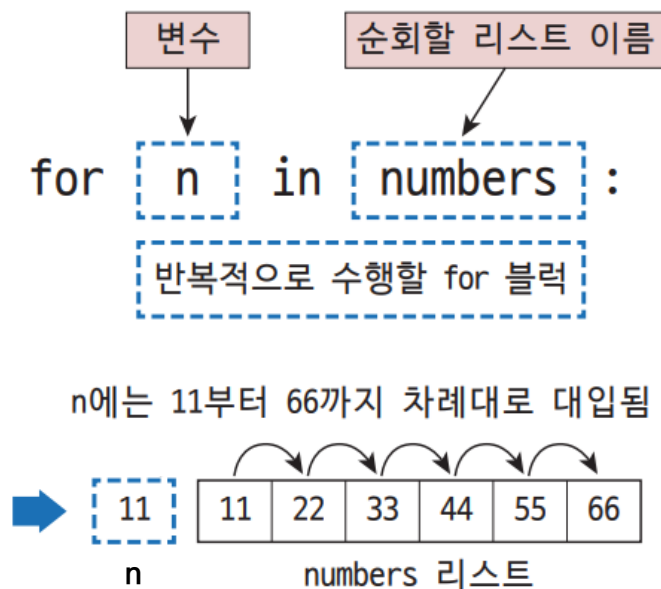 변수 순회할 리스트 이름
for n in numbers :
반복적으로 수행할 for 블럭
n에는 11부터 66까지 차례대로 대입됨
11 11 22 33 44 55 66
n numbers 리스트